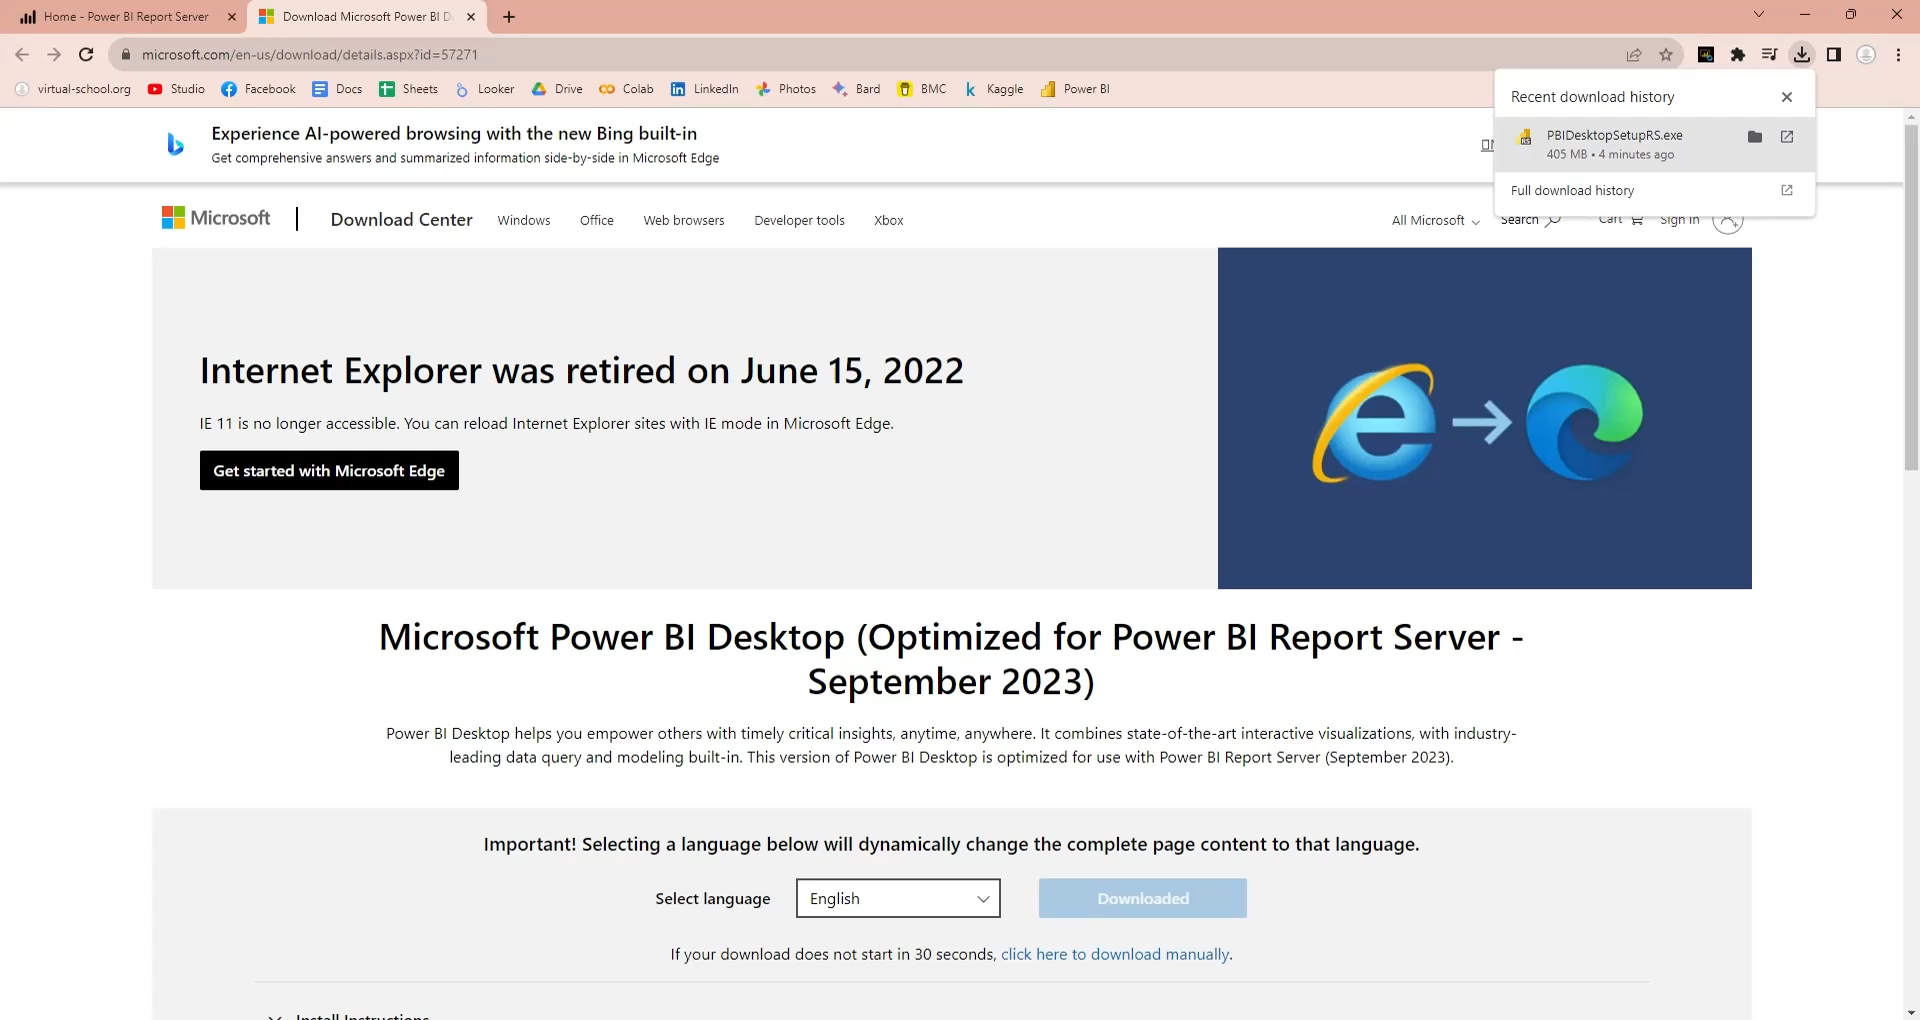 Home - Power BI Report Server
Download Microsoft Power BI D
microsoft.com/en-us/download/details.aspx?id=57271
virtual-school.org Studio Facebook Docs Sheets Looker Drive Colab LinkedIn Photos Bard BMC Kaggle Power BI
Recent download history
PBIDesktopSetupRS.exe
405 MB • 4 minutes ago
Full download history
Experience AI-powered browsing with the new Bing built-in
Get comprehensive answers and summarized information side-by-side in Microsoft Edge
Microsoft Download Center Windows Office Web browsers Developer tools Xbox All Microsoft Search Cart Sign in
Internet Explorer was retired on June 15, 2022
IE 11 is no longer accessible. You can reload Internet Explorer sites with IE mode in Microsoft Edge.
Get started with Microsoft Edge
Microsoft Power BI Desktop (Optimized for Power BI Report Server -
September 2023)
Power BI Desktop helps you empower others with timely critical insights, anytime, anywhere. It combines state-of-the-art interactive visualizations, with industry-
leading data query and modeling built-in. This version of Power BI Desktop is optimized for use with Power BI Report Server (September 2023).
Important! Selecting a language below will dynamically change the complete page content to that language.
Select language English Downloaded
If your download does not start in 30 seconds, click here to download manually.
Install Instructions